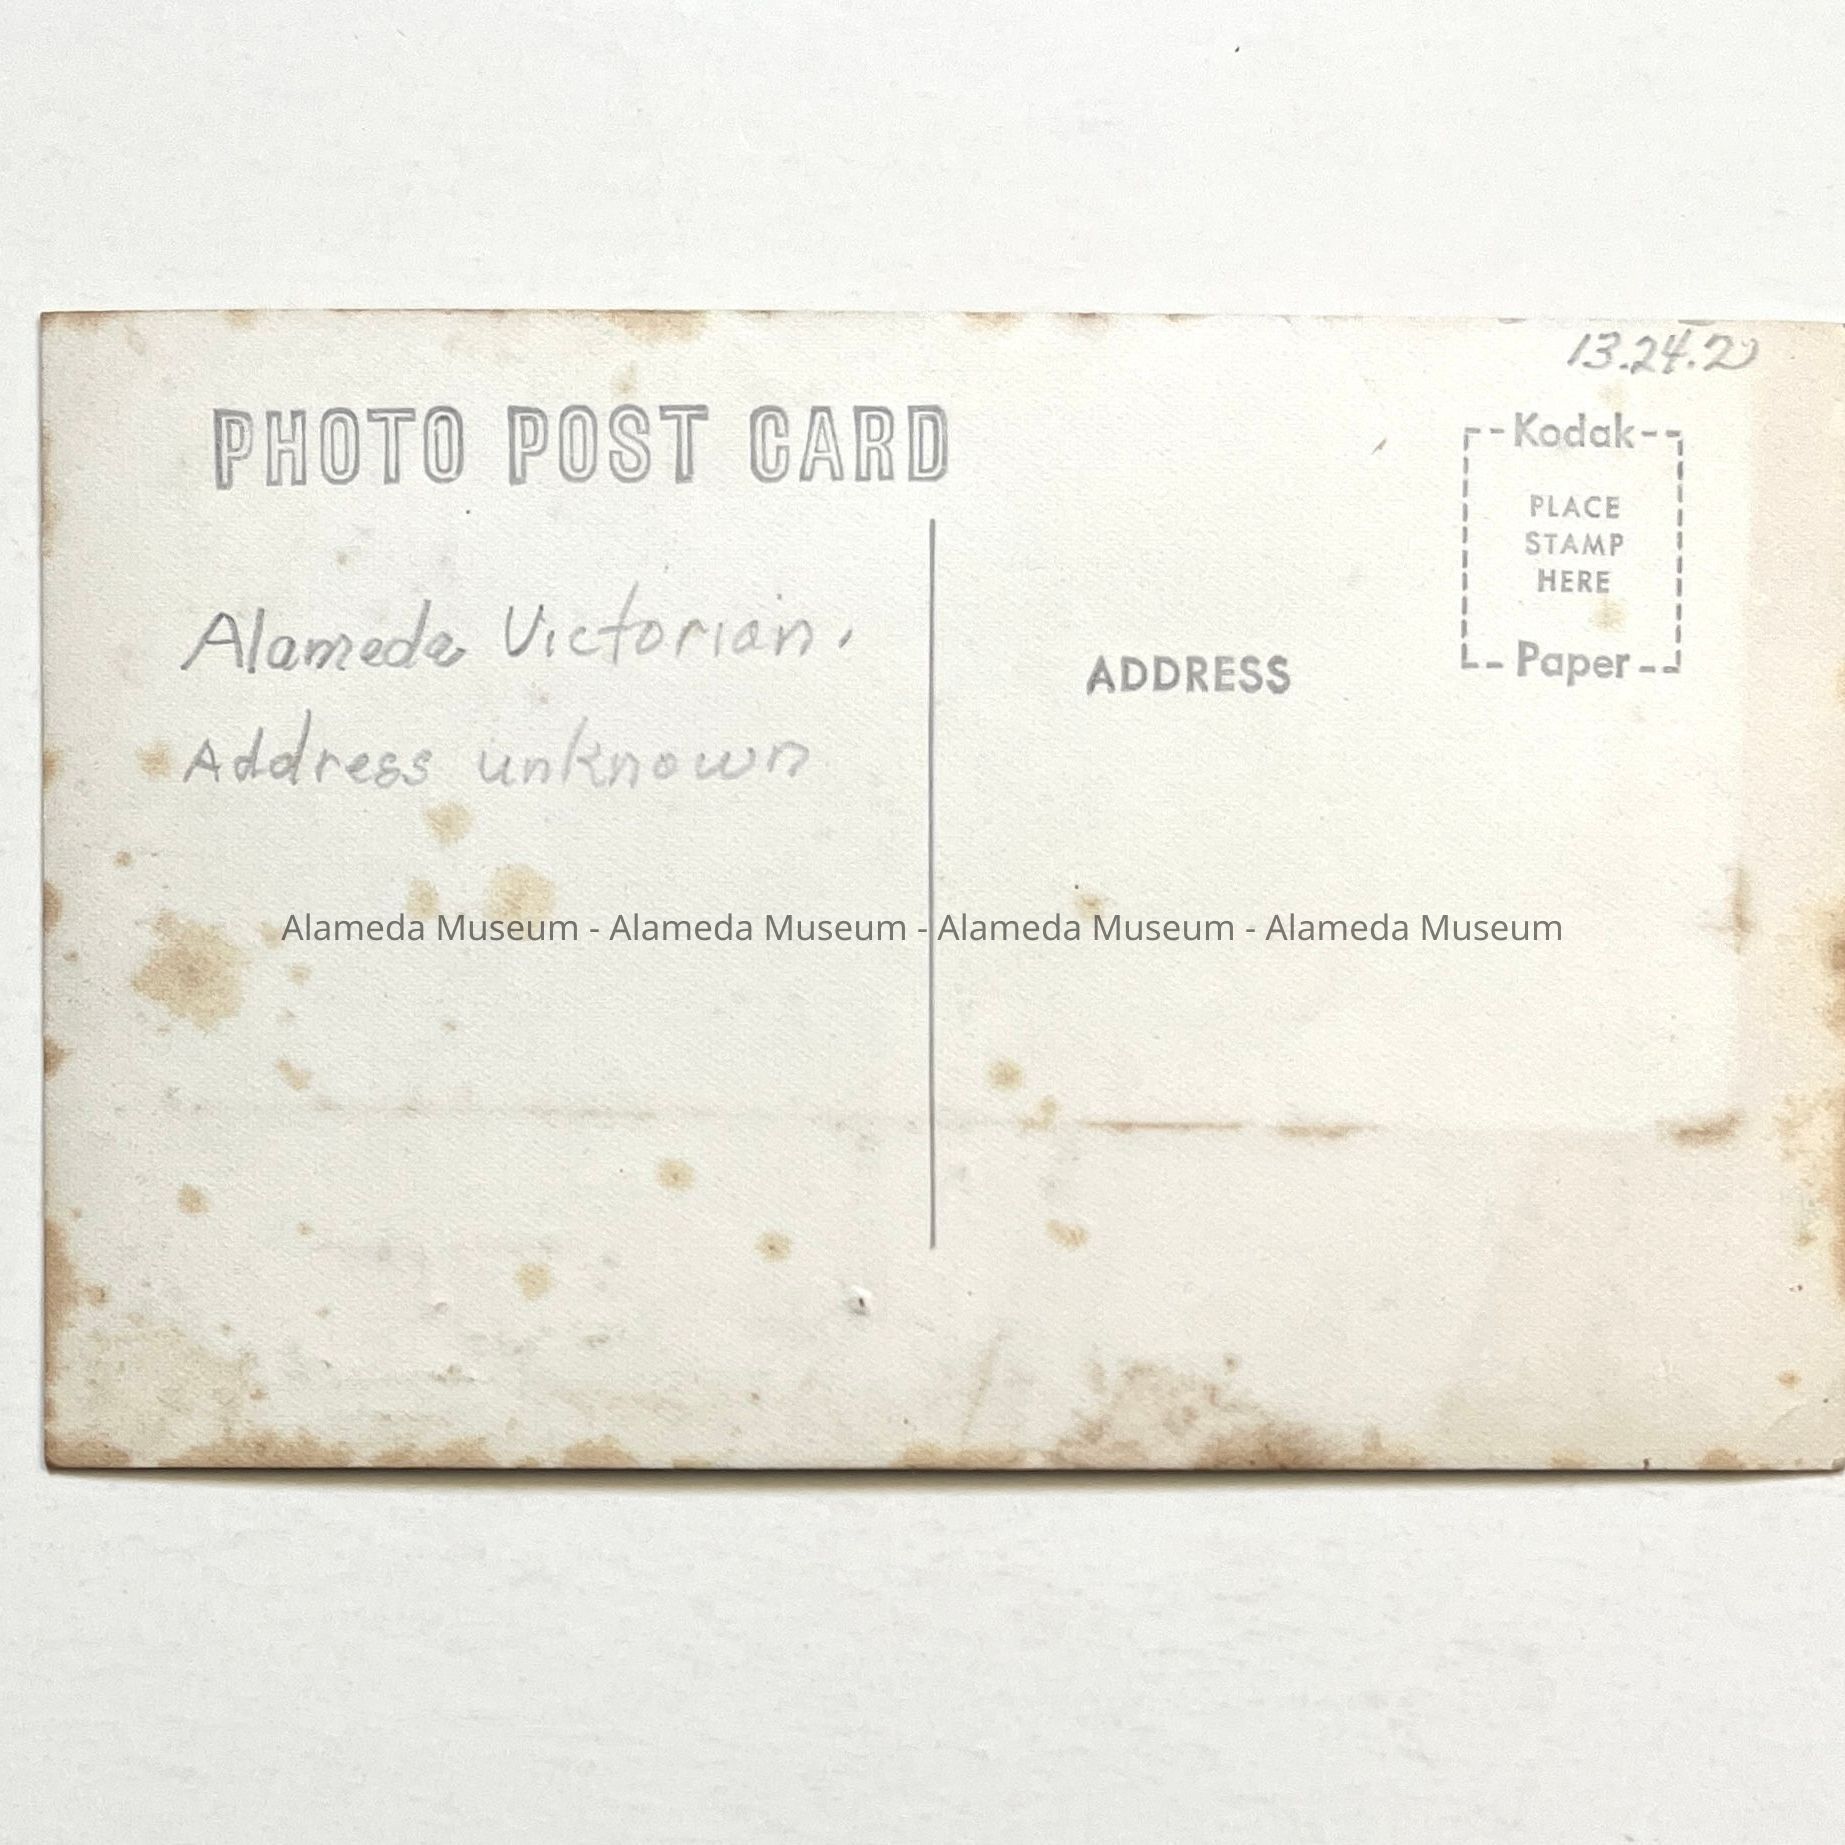 13.24.2
PHOTO POST CARD
Kodak
PLACE
STAMP
HERE
Paper
Alameda Victorian.
Address unknown
ADDRESS
Alameda Museum - Alameda Museum - Alameda Museum - Alameda Museum